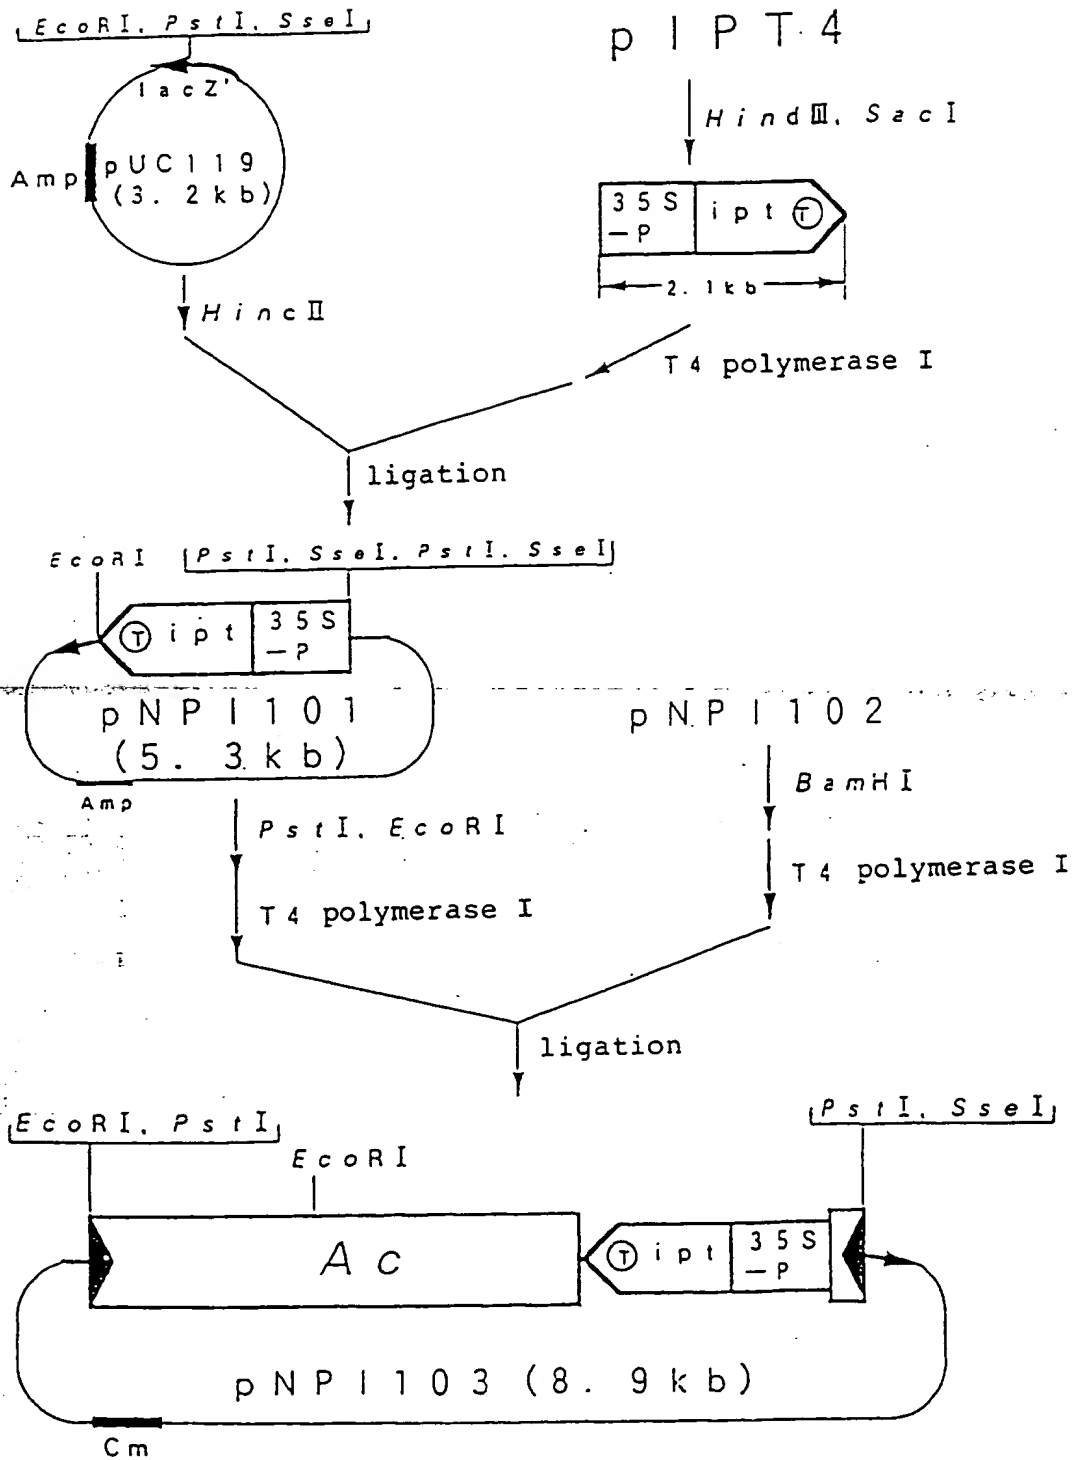 EcoRI, PstI, SseI
pIPT4
lacZ'
HindⅢ, SacI
Amp
pUC119
(3. 2kb)
35S
-P
ipt
T
2. 1kb
HincⅡ
T4 polymerase I
ligation
EcoRI
PstI, SseI, PstI, SseI
T
ipt
35S
-P
pNPI101
(5. 3kb)
pNPI102
Amp
BamHI
PstI, EcoRI
T4 polymerase I
T4 polymerase I
ligation
EcoRI, PstI
PstI, SseI
EcoRI
Ac
T
ipt
35S
-P
pNPI103 (8. 9kb)
Cm